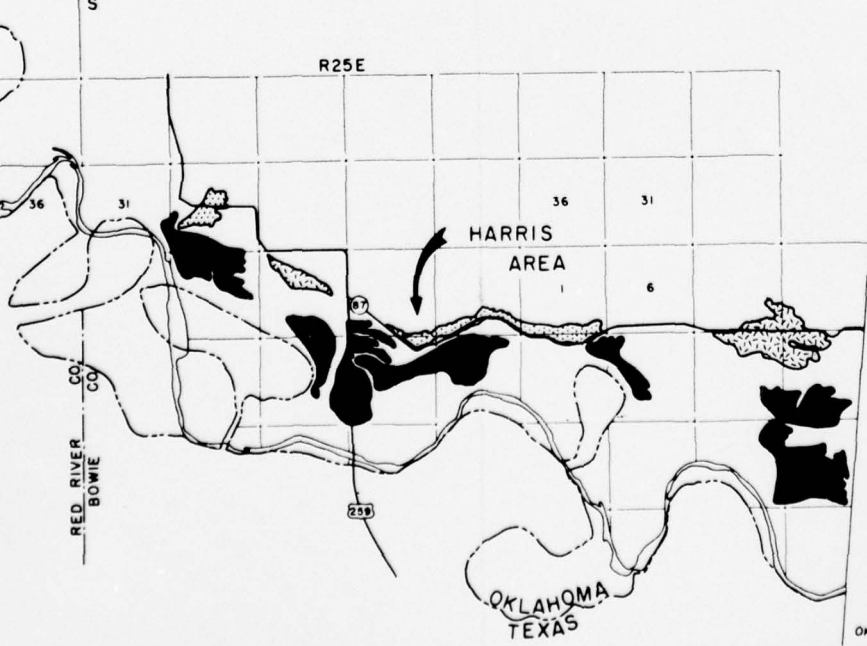 S
R25E
36
31
36
31
HARRIS
AREA
1
6
87
RED RIVER CO.
BOWIE CO.
259
OKLAHOMA
TEXAS